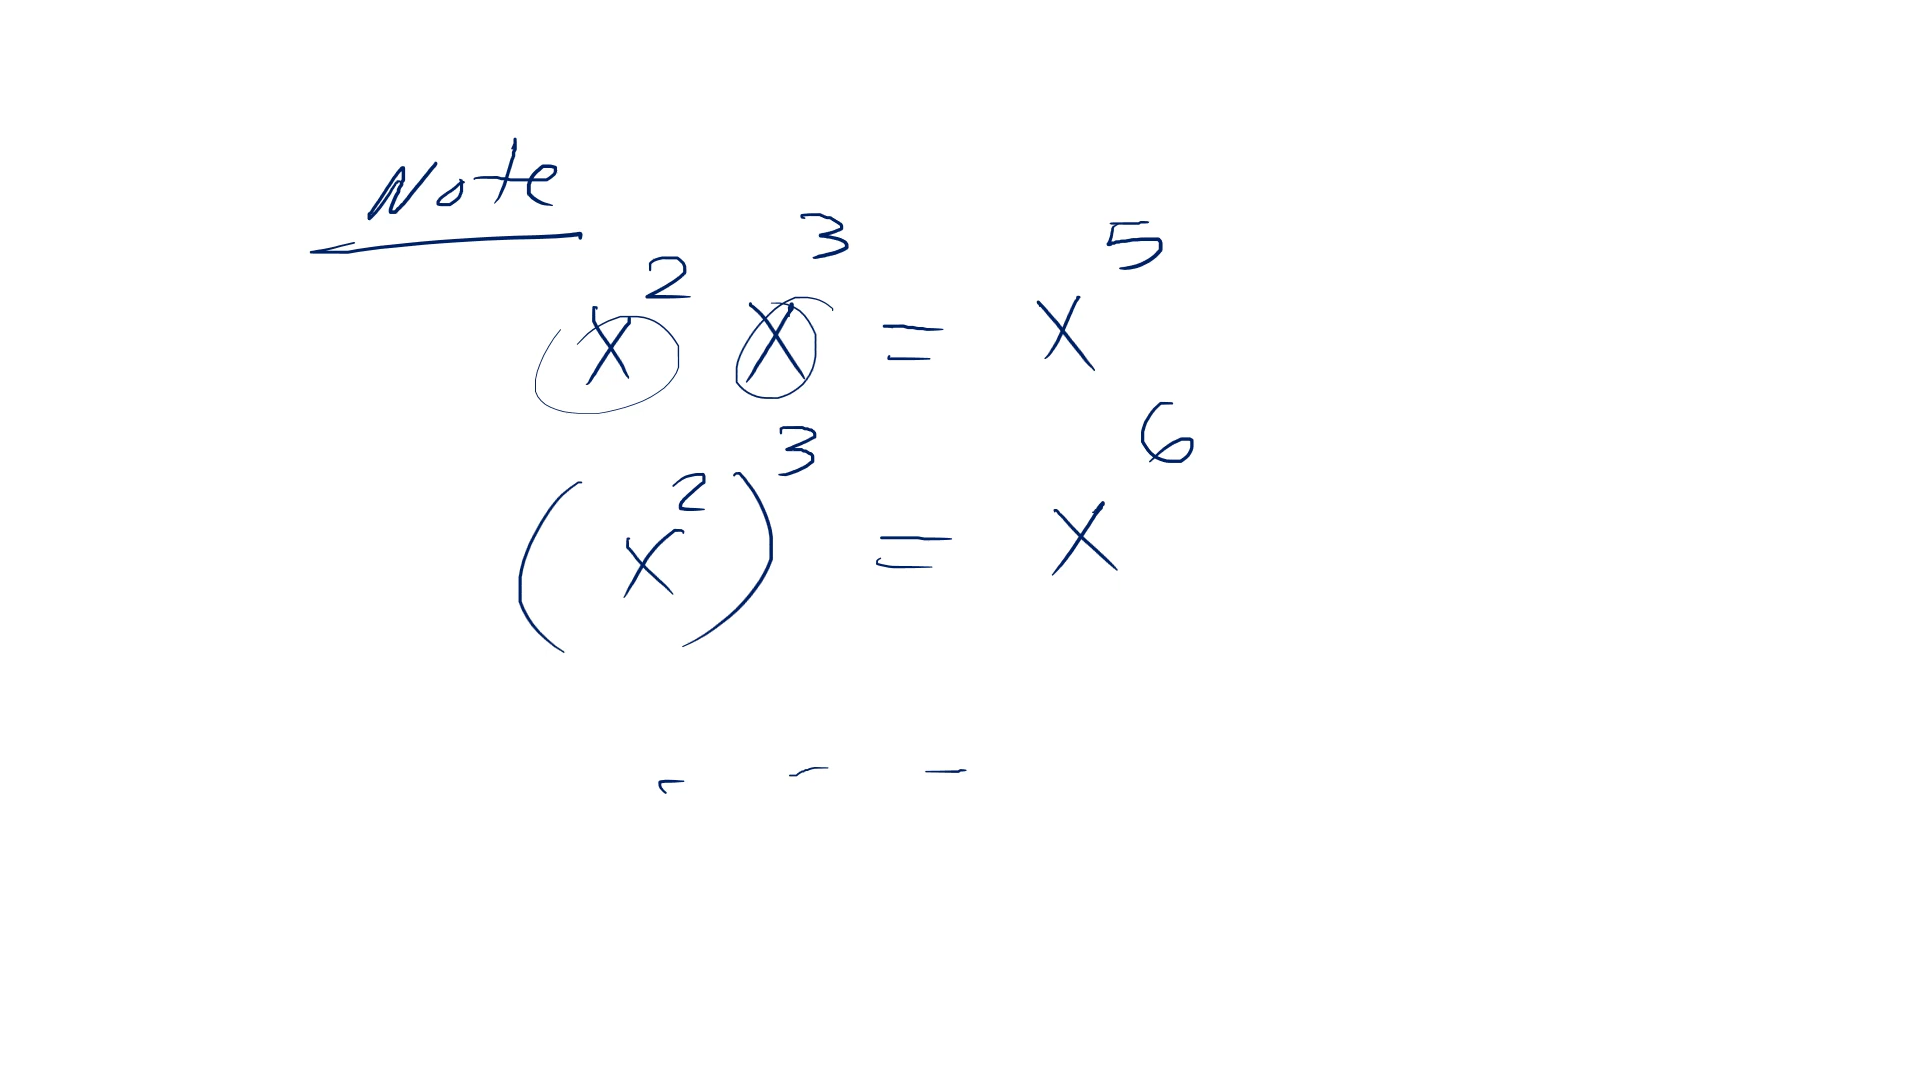 Note
x² x³ = x⁵
(x²)³ = x⁶
- - -